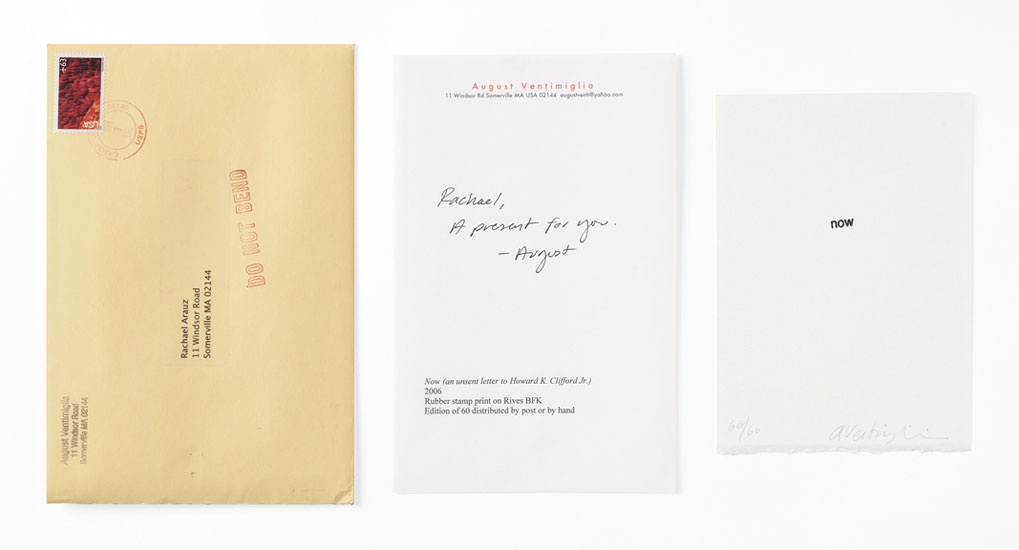 63
USA
USPS
DO NOT BEND
Rachael Arauz
11 Windsor Road
Somerville MA 02144
August Ventimiglia
11 Windsor Road
Somerville MA 02144
August Ventimiglia
11 Windsor Rd Somerville MA USA 02144 augustventi@yahoo.com
Rachael,
A present for you.
– August
Now (an unsent letter to Howard K. Clifford Jr.)
2006
Rubber stamp print on Rives BFK
Edition of 60 distributed by post or by hand
now
60/60